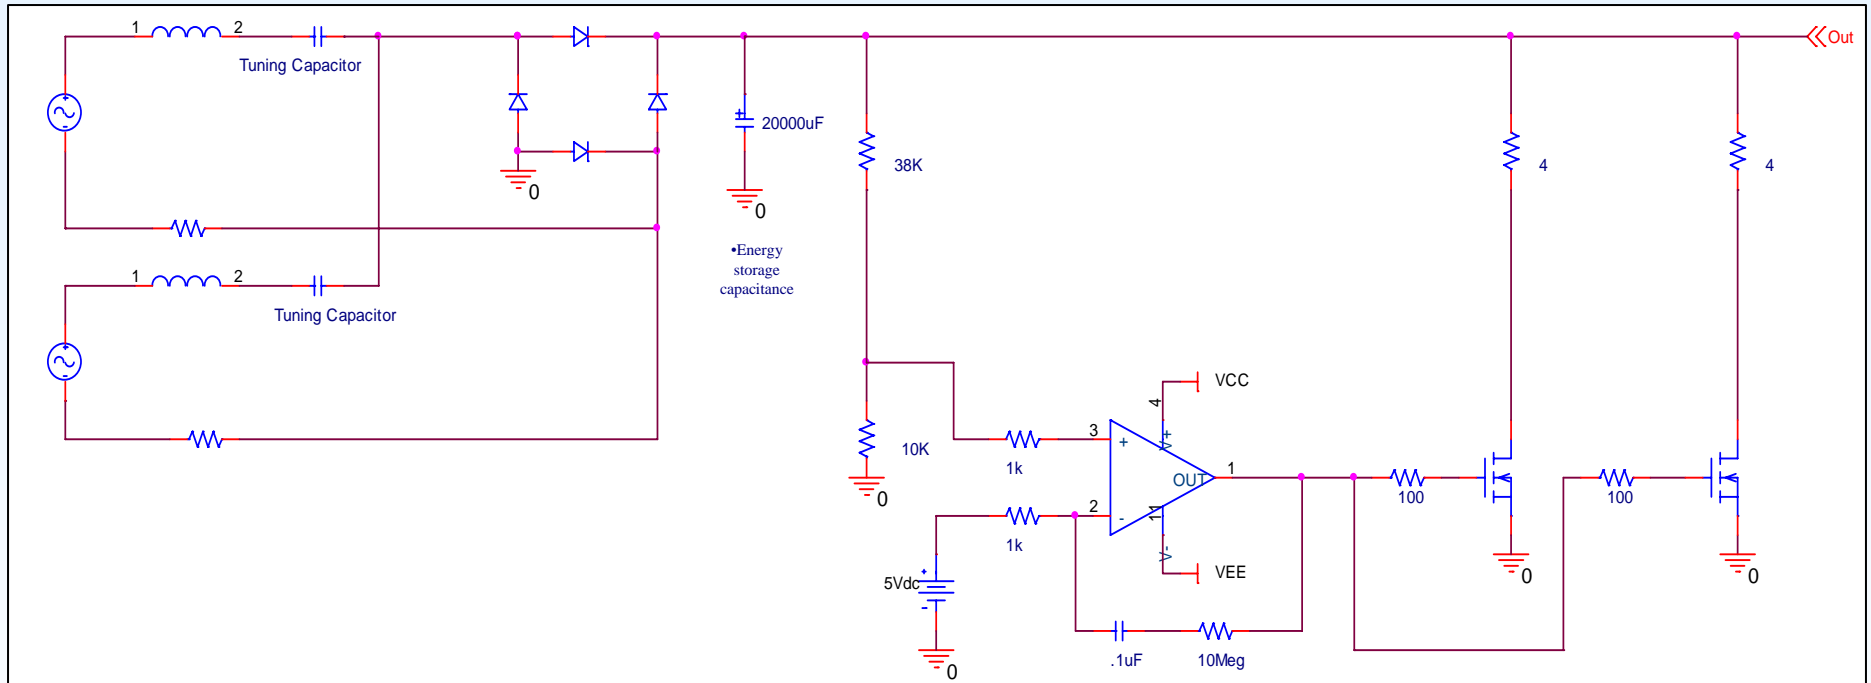 1
2
Tuning Capacitor
Out
20000uF
38K
4
4
0
0
•Energy
storage
capacitance
1
2
Tuning Capacitor
VCC
4
V+
3
+
1k
10K
0
OUT
1
100
100
2
-
1k
11
V-
VEE
5Vdc
0
0
.1uF
10Meg
0